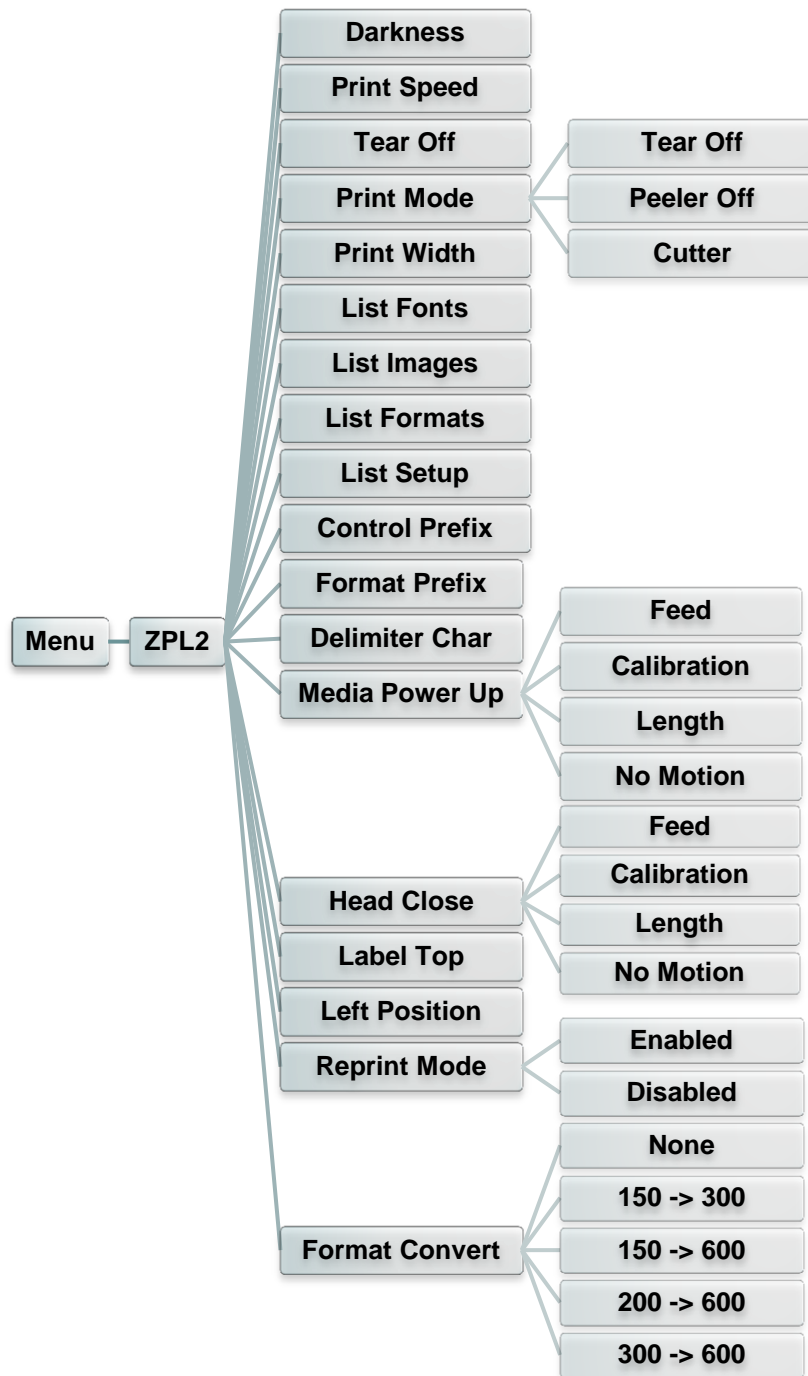 Menu
ZPL2
Darkness
Print Speed
Tear Off
Print Mode
Tear Off
Peeler Off
Cutter
Print Width
List Fonts
List Images
List Formats
List Setup
Control Prefix
Format Prefix
Delimiter Char
Media Power Up
Feed
Calibration
Length
No Motion
Head Close
Feed
Calibration
Length
No Motion
Label Top
Left Position
Reprint Mode
Enabled
Disabled
Format Convert
None
150 -> 300
150 -> 600
200 -> 600
300 -> 600